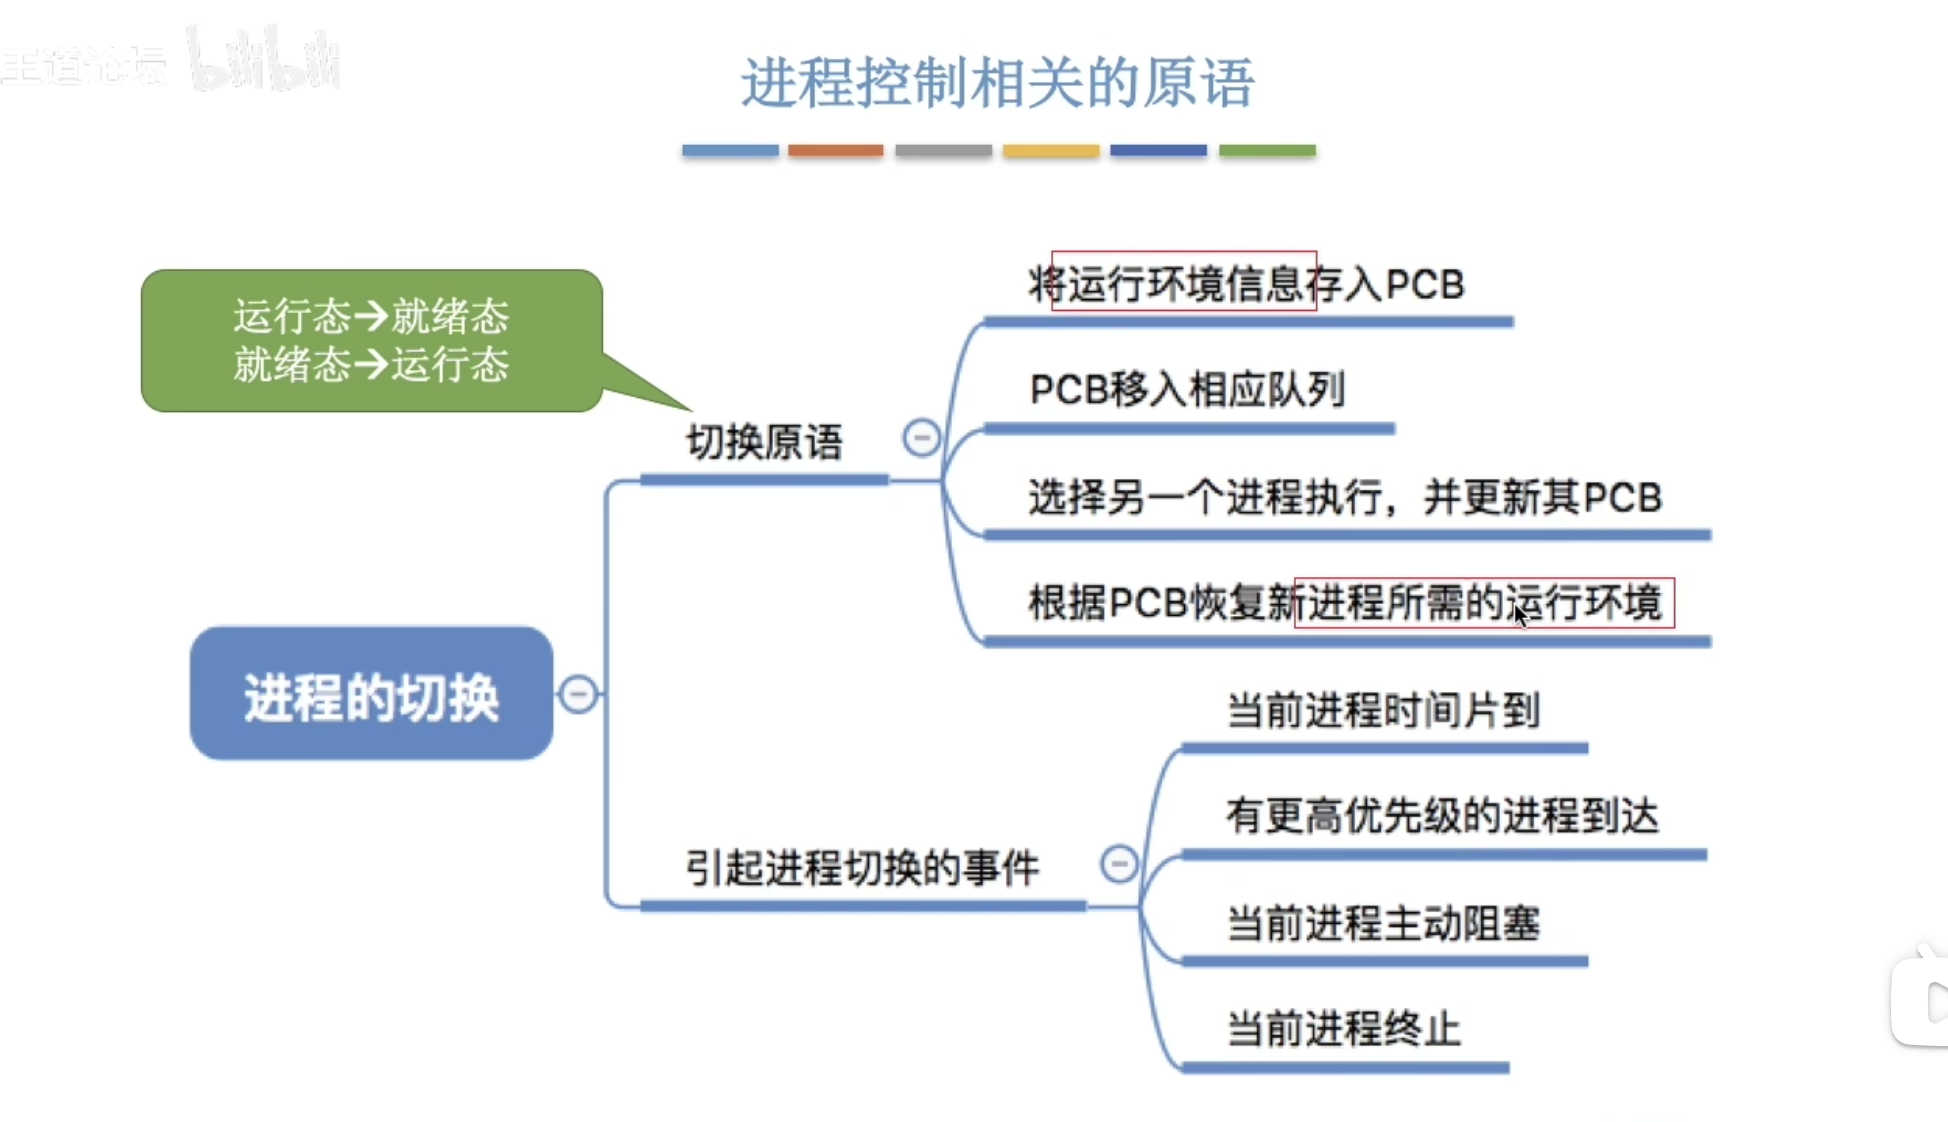 王道论坛 bilibili
进程控制相关的原语
运行态→就绪态
就绪态→运行态
将运行环境信息存入PCB
PCB移入相应队列
切换原语
选择另一个进程执行，并更新其PCB
根据PCB恢复新进程所需的运行环境
进程的切换
当前进程时间片到
有更高优先级的进程到达
引起进程切换的事件
当前进程主动阻塞
当前进程终止